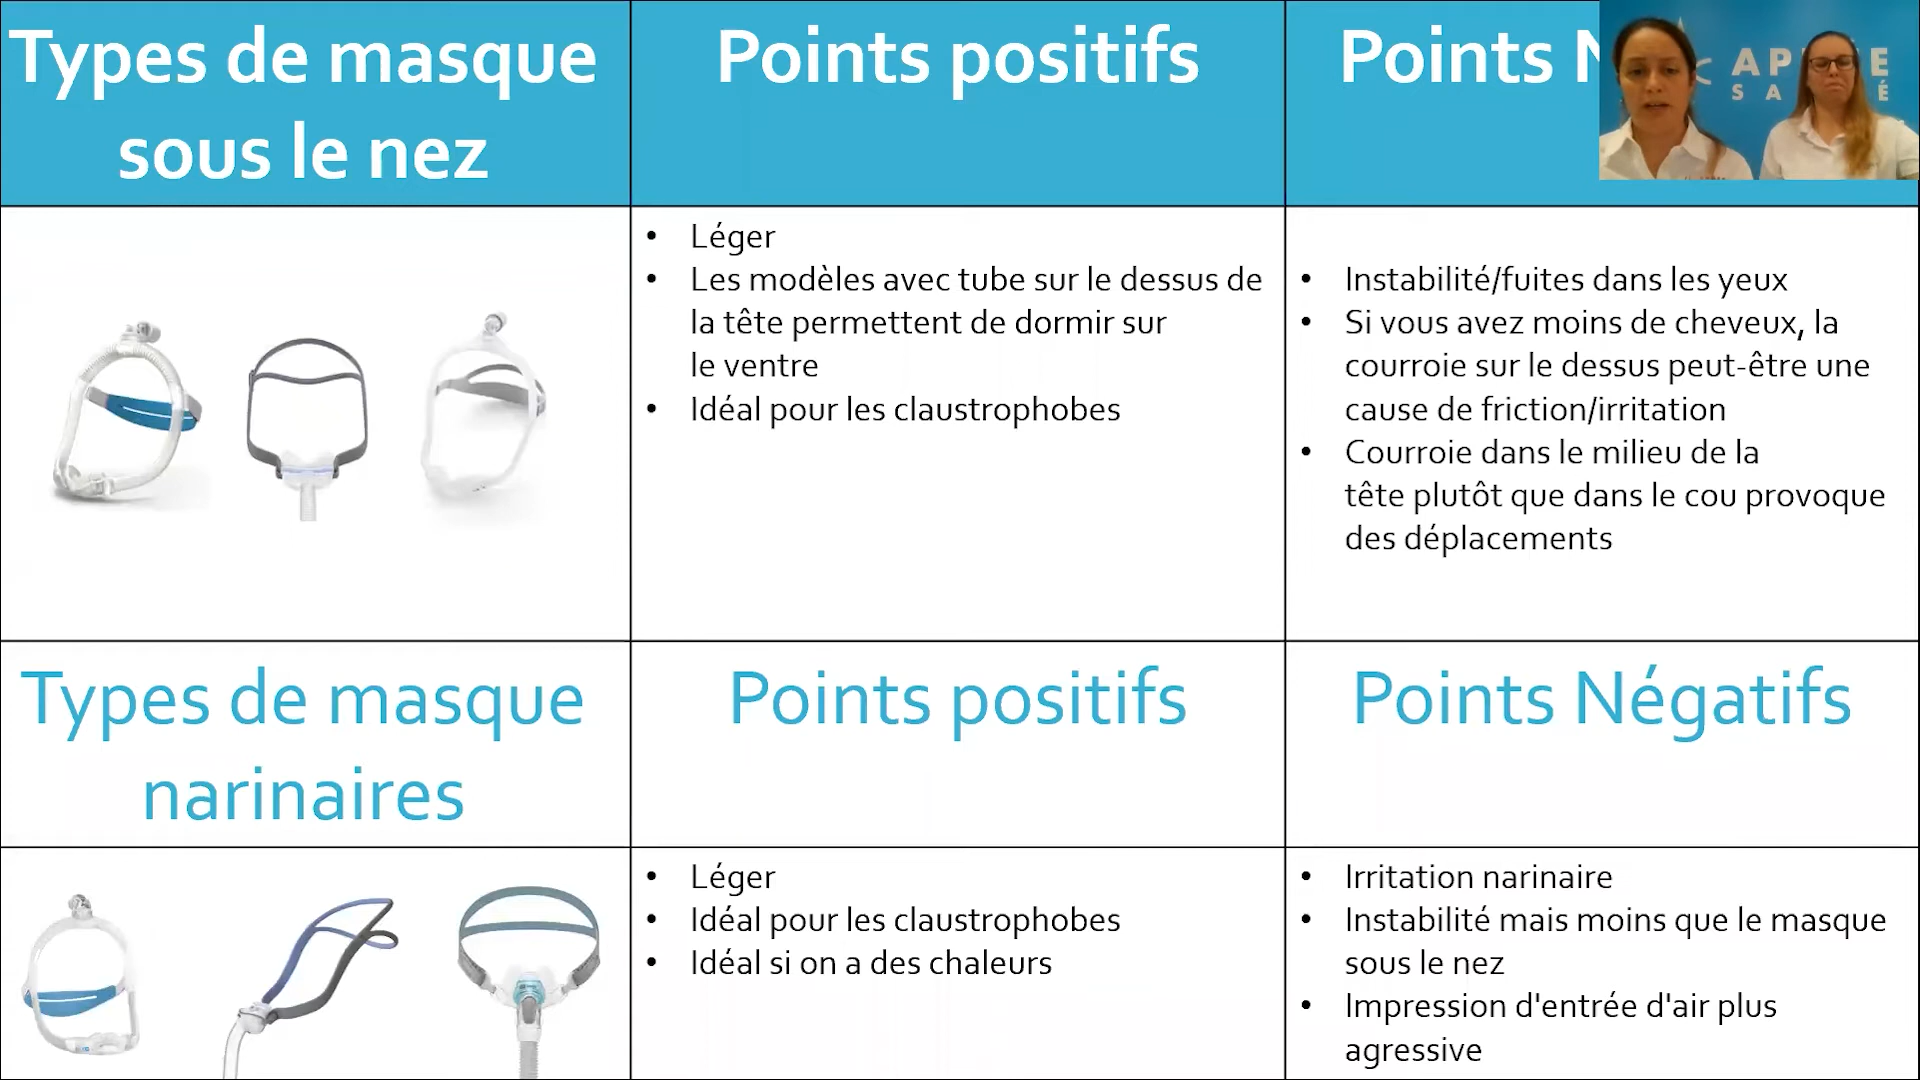 Types de masque
sous le nez
Points positifs
Points
AP E
SA É
• Léger
• Les modèles avec tube sur le dessus de
la tête permettent de dormir sur
le ventre
• Idéal pour les claustrophobes
• Instabilité/fuites dans les yeux
• Si vous avez moins de cheveux, la
courroie sur le dessus peut-être une
cause de friction/irritation
• Courroie dans le milieu de la
tête plutôt que dans le cou provoque
des déplacements
Types de masque
narinaires
Points positifs
Points Négatifs
• Léger
• Idéal pour les claustrophobes
• Idéal si on a des chaleurs
• Irritation narinaire
• Instabilité mais moins que le masque
sous le nez
• Impression d'entrée d'air plus
agressive